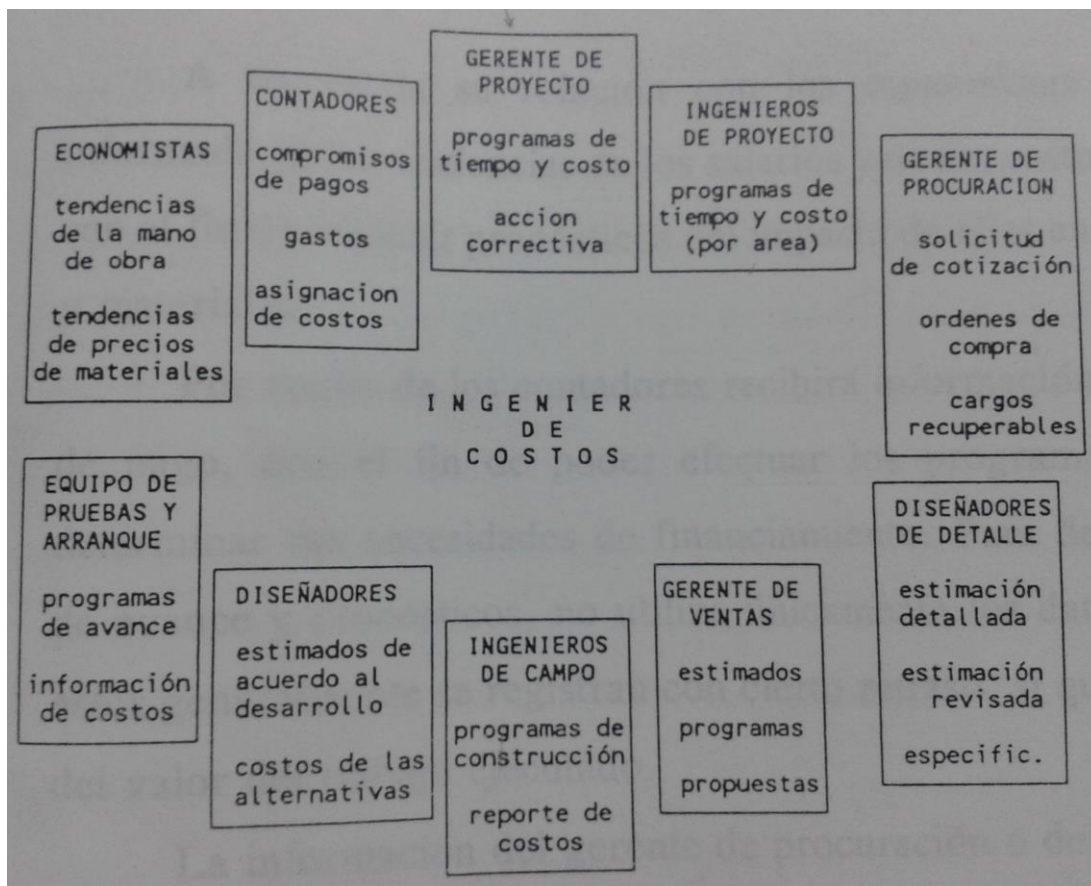 ECONOMISTAS
tendencias
de la mano
de obra
tendencias
de precios
de materiales
CONTADORES
compromisos
de pagos
gastos
asignacion
de costos
GERENTE DE
PROYECTO
programas de
tiempo y costo
accion
correctiva
INGENIEROS
DE PROYECTO
programas de
tiempo y costo
(por area)
GERENTE DE
PROCURACION
solicitud
de cotización
ordenes de
compra
cargos
recuperables
INGENIER
DE
COSTOS
EQUIPO DE
PRUEBAS Y
ARRANQUE
programas
de avance
información
de costos
DISEÑADORES
estimados de
acuerdo al
desarrollo
costos de las
alternativas
INGENIEROS
DE CAMPO
programas de
construcción
reporte de
costos
GERENTE DE
VENTAS
estimados
programas
propuestas
DISEÑADORES
DE DETALLE
estimación
detallada
estimación
revisada
especific.